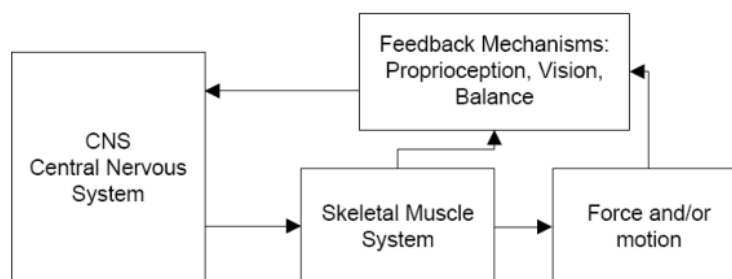 Feedback Mechanisms:
Proprioception, Vision,
Balance
CNS
Central Nervous
System
Skeletal Muscle
System
Force and/or
motion